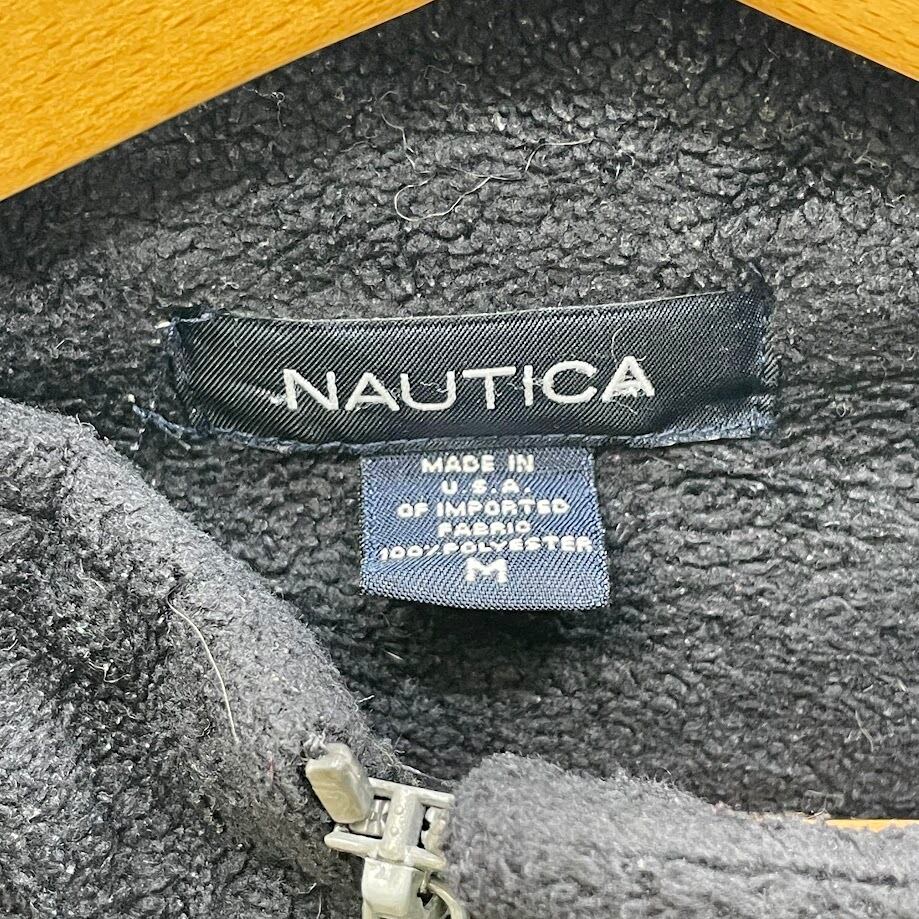 NAUTICA
MADE IN
U.S.A.
OF IMPORTED
FABRIC
100% POLYESTER
M